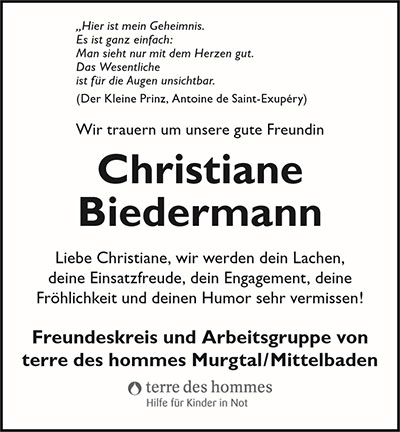 „Hier ist mein Geheimnis.
Es ist ganz einfach:
Man sieht nur mit dem Herzen gut.
Das Wesentliche
ist für die Augen unsichtbar.
(Der Kleine Prinz, Antoine de Saint-Exupéry)
Wir trauern um unsere gute Freundin
Christiane
Biedermann
Liebe Christiane, wir werden dein Lachen,
deine Einsatzfreude, dein Engagement, deine
Fröhlichkeit und deinen Humor sehr vermissen!
Freundeskreis und Arbeitsgruppe von
terre des hommes Murgtal/Mittelbaden
terre des hommes
Hilfe für Kinder in Not